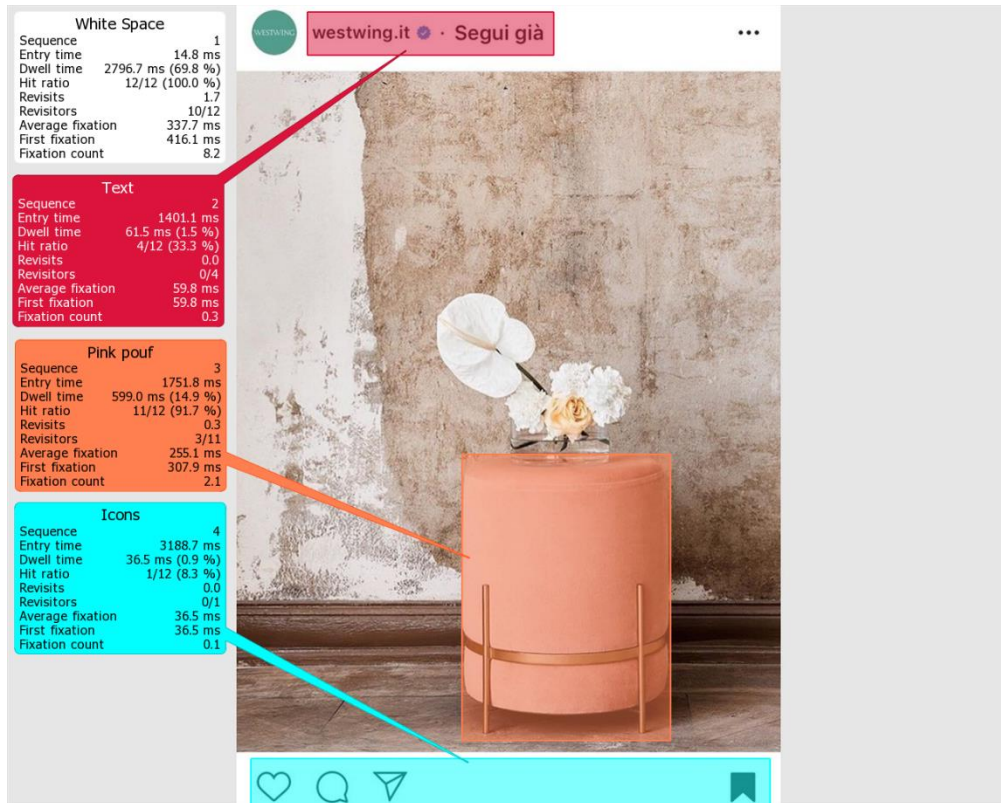 White Space
Sequence 1
Entry time 14.8 ms
Dwell time 2796.7 ms (69.8 %)
Hit ratio 12/12 (100.0 %)
Revisits 1.7
Revisitors 10/12
Average fixation 337.7 ms
First fixation 416.1 ms
Fixation count 8.2
Text
Sequence 2
Entry time 1401.1 ms
Dwell time 61.5 ms (1.5 %)
Hit ratio 4/12 (33.3 %)
Revisits 0.0
Revisitors 0/4
Average fixation 59.8 ms
First fixation 59.8 ms
Fixation count 0.3
Pink pouf
Sequence 3
Entry time 1751.8 ms
Dwell time 599.0 ms (14.9 %)
Hit ratio 11/12 (91.7 %)
Revisits 0.3
Revisitors 3/11
Average fixation 255.1 ms
First fixation 307.9 ms
Fixation count 2.1
Icons
Sequence 4
Entry time 3188.7 ms
Dwell time 36.5 ms (0.9 %)
Hit ratio 1/12 (8.3 %)
Revisits 0.0
Revisitors 0/1
Average fixation 36.5 ms
First fixation 36.5 ms
Fixation count 0.1
WESTWING
westwing.it · Segui già